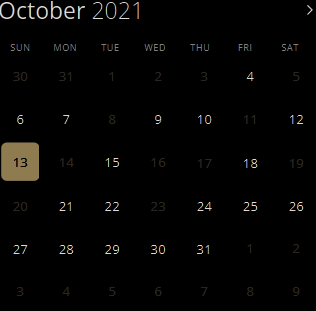 October 2021
SUN MON TUE WED THU FRI SAT
30 31 1 2 3 4 5
6 7 8 9 10 11 12
13 14 15 16 17 18 19
20 21 22 23 24 25 26
27 28 29 30 31 1 2
3 4 5 6 7 8 9